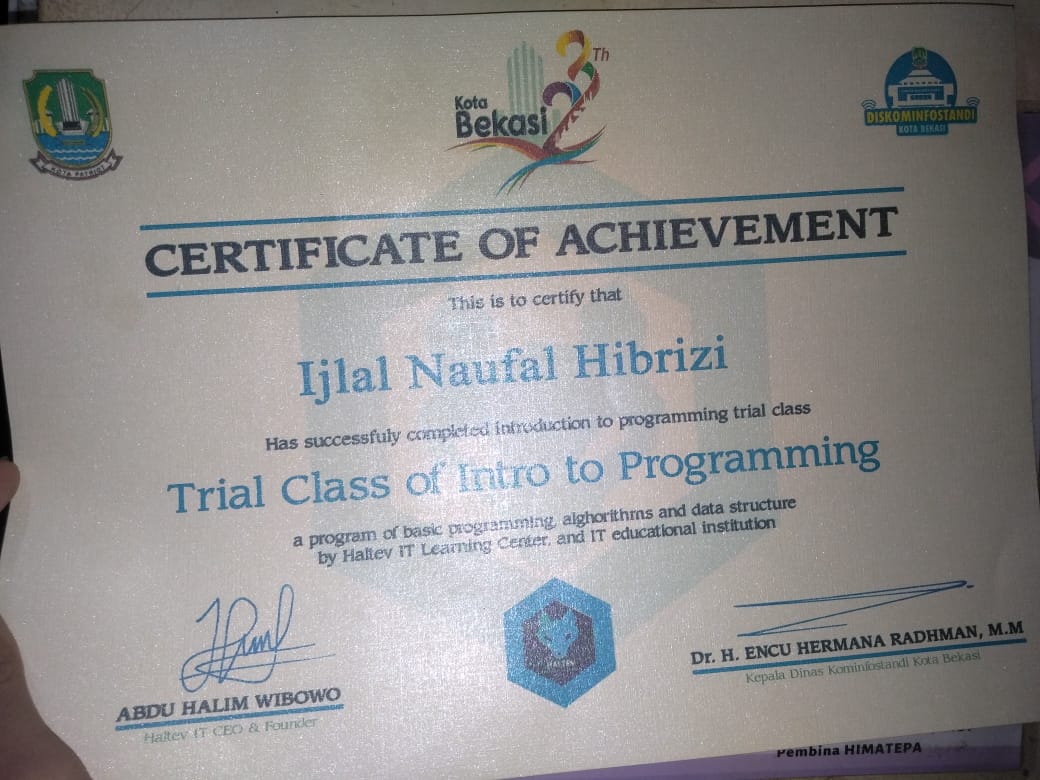 KOTA PATRIOT
Kota
Bekasi
23Th
DISKOMINFOSTANDI
KOTA BEKASI
CERTIFICATE OF ACHIEVEMENT
This is to certify that
Ijlal Naufal Hibrizi
Has successfuly completed introduction to programming trial class
Trial Class of Intro to Programming
a program of basic programming, alghorithms and data structure
by Haltev IT Learning Center, and IT educational institution
ABDU HALIM WIBOWO
Haltev IT CEO & Founder
Dr. H. ENCU HERMANA RADHMAN, M.M
Kepala Dinas Kominfostandi Kota Bekasi
Pembina HIMATEPA